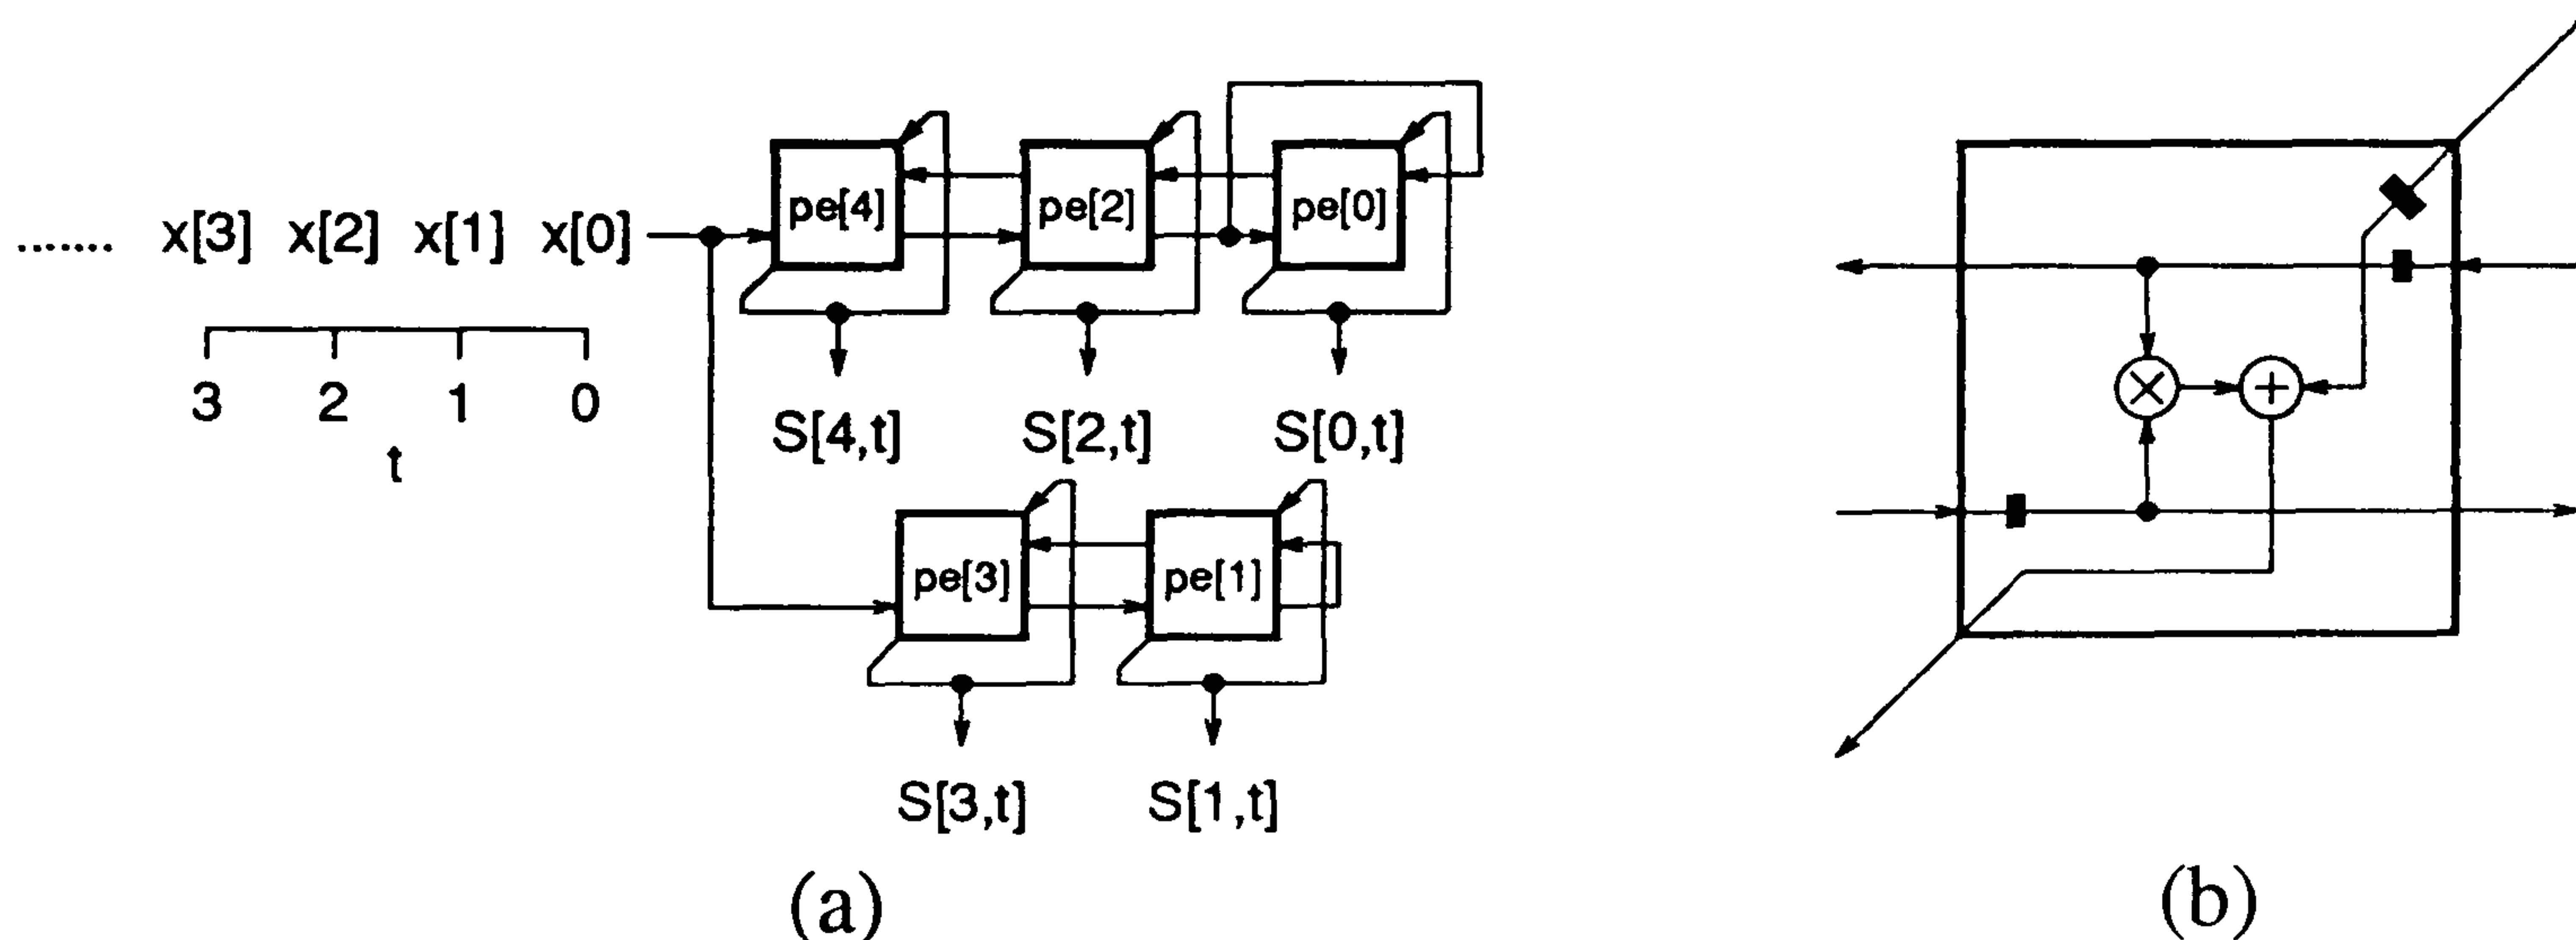 ....... x[3] x[2] x[1] x[0]
3 2 1 0
t
pe[4] pe[2] pe[0]
S[4,t] S[2,t] S[0,t]
pe[3] pe[1]
S[3,t] S[1,t]
(a) (b)